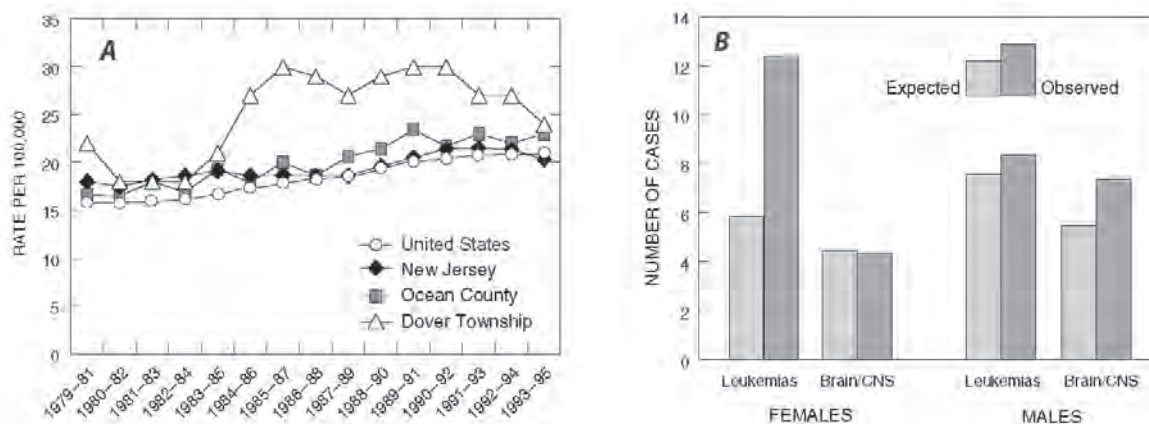 A
RATE PER 100,000
35
30
25
20
15
10
5
0
United States
New Jersey
Ocean County
Dover Township
1979–81
1980–82
1981–83
1982–84
1983–85
1984–86
1985–87
1986–88
1987–89
1988–90
1989–91
1990–92
1991–93
1992–94
1993–95
B
NUMBER OF CASES
14
12
10
8
6
4
2
0
Expected
Observed
Leukemias Brain/CNS Leukemias Brain/CNS
FEMALES MALES